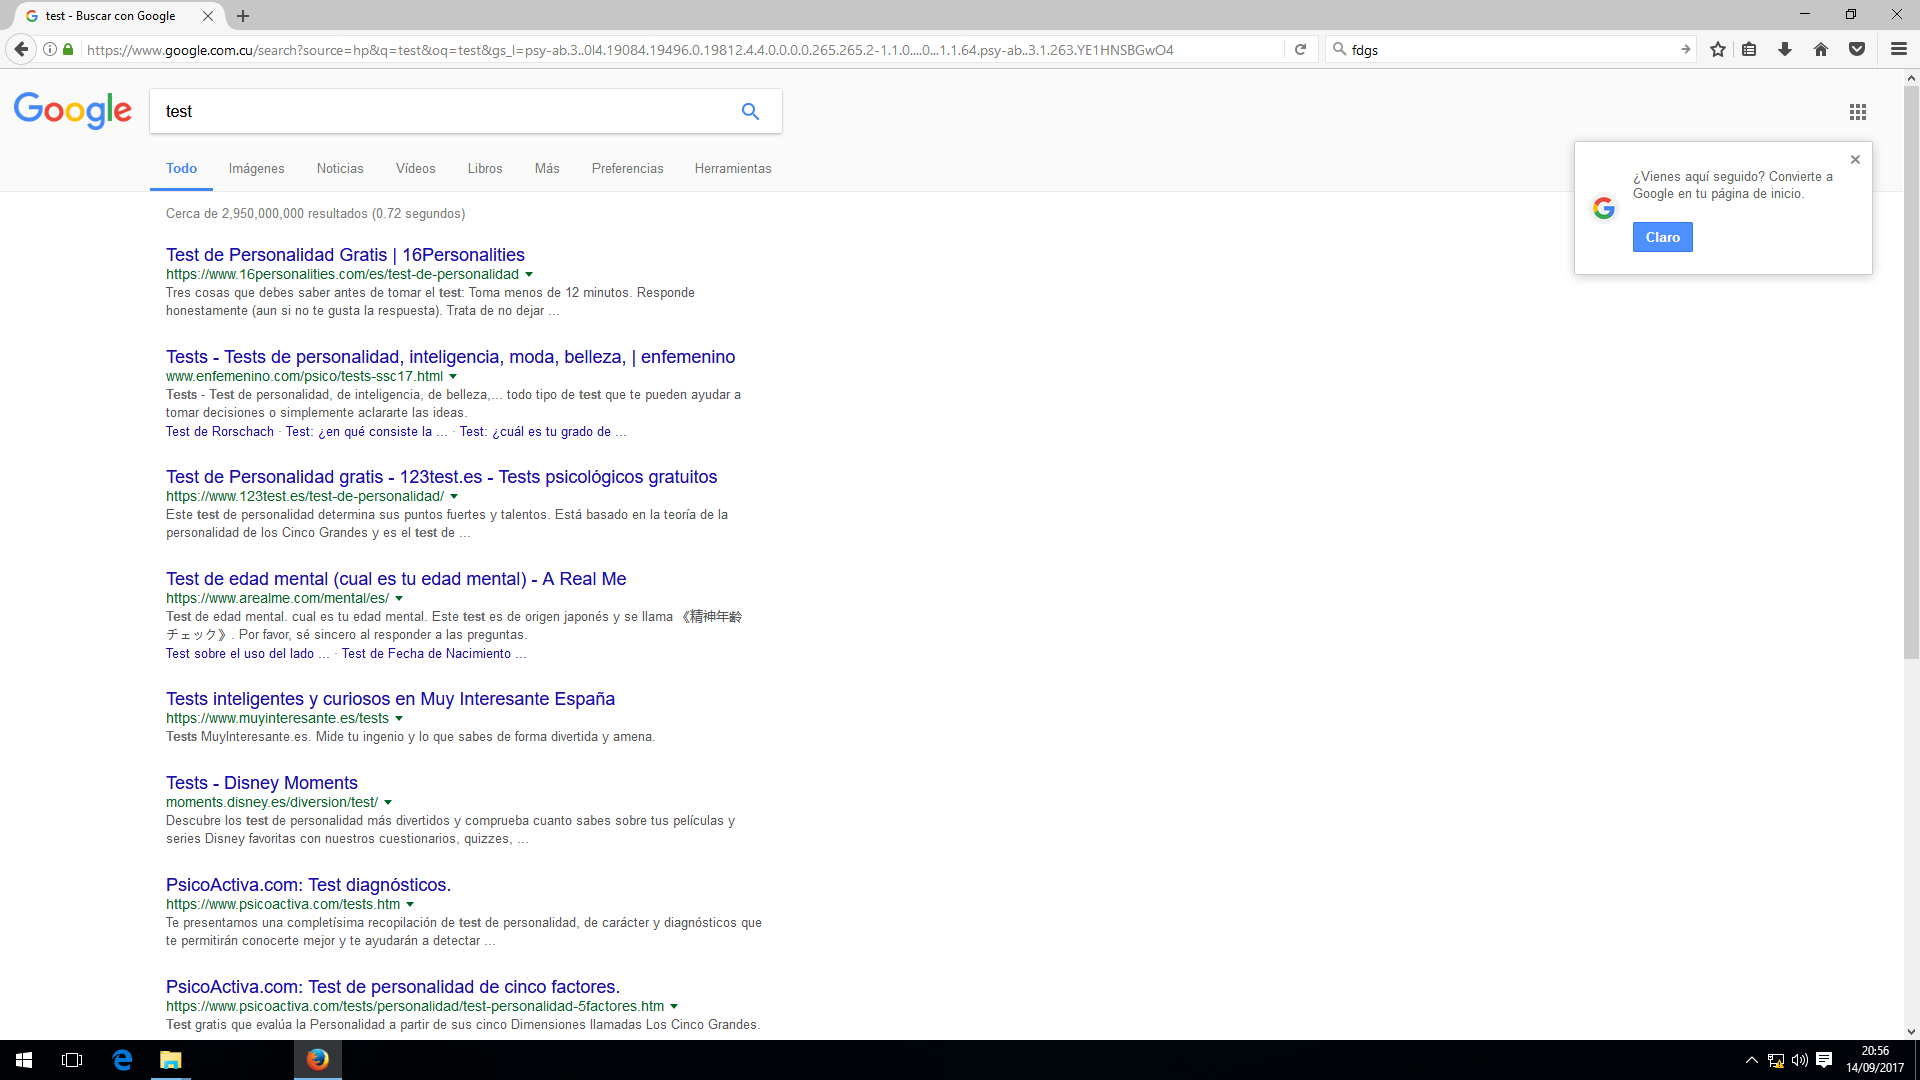 test - Buscar con Google
https://www.google.com.cu/search?source=hp&q=test&oq=test&gs_l=psy-ab.3..0l4.19084.19496.0.19812.4.4.0.0.0.0.265.265.2-1.1.0....0...1.1.64.psy-ab..3.1.263.YE1HNSBGwO4
fdgs
Google
test
Todo Imágenes Noticias Vídeos Libros Más Preferencias Herramientas
¿Vienes aquí seguido? Convierte a
Google en tu página de inicio.
Claro
Cerca de 2,950,000,000 resultados (0.72 segundos)
Test de Personalidad Gratis | 16Personalities
https://www.16personalities.com/es/test-de-personalidad
Tres cosas que debes saber antes de tomar el test: Toma menos de 12 minutos. Responde
honestamente (aun si no te gusta la respuesta). Trata de no dejar ...
Tests - Tests de personalidad, inteligencia, moda, belleza, | enfemenino
www.enfemenino.com/psico/tests-ssc17.html
Tests - Test de personalidad, de inteligencia, de belleza,... todo tipo de test que te pueden ayudar a
tomar decisiones o simplemente aclararte las ideas.
Test de Rorschach · Test: ¿en qué consiste la ... · Test: ¿cuál es tu grado de ...
Test de Personalidad gratis - 123test.es - Tests psicológicos gratuitos
https://www.123test.es/test-de-personalidad/
Este test de personalidad determina sus puntos fuertes y talentos. Está basado en la teoría de la
personalidad de los Cinco Grandes y es el test de ...
Test de edad mental (cual es tu edad mental) - A Real Me
https://www.arealme.com/mental/es/
Test de edad mental. cual es tu edad mental. Este test es de origen japonés y se llama 《精神年齢
チェック》. Por favor, sé sincero al responder a las preguntas.
Test sobre el uso del lado ... · Test de Fecha de Nacimiento ...
Tests inteligentes y curiosos en Muy Interesante España
https://www.muyinteresante.es/tests
Tests MuyInteresante.es. Mide tu ingenio y lo que sabes de forma divertida y amena.
Tests - Disney Moments
moments.disney.es/diversion/test/
Descubre los test de personalidad más divertidos y comprueba cuanto sabes sobre tus películas y
series Disney favoritas con nuestros cuestionarios, quizzes, ...
PsicoActiva.com: Test diagnósticos.
https://www.psicoactiva.com/tests.htm
Te presentamos una completísima recopilación de test de personalidad, de carácter y diagnósticos que
te permitirán conocerte mejor y te ayudarán a detectar ...
PsicoActiva.com: Test de personalidad de cinco factores.
https://www.psicoactiva.com/tests/personalidad/test-personalidad-5factores.htm
Test gratis que evalúa la Personalidad a partir de sus cinco Dimensiones llamadas Los Cinco Grandes.
20:56
14/09/2017